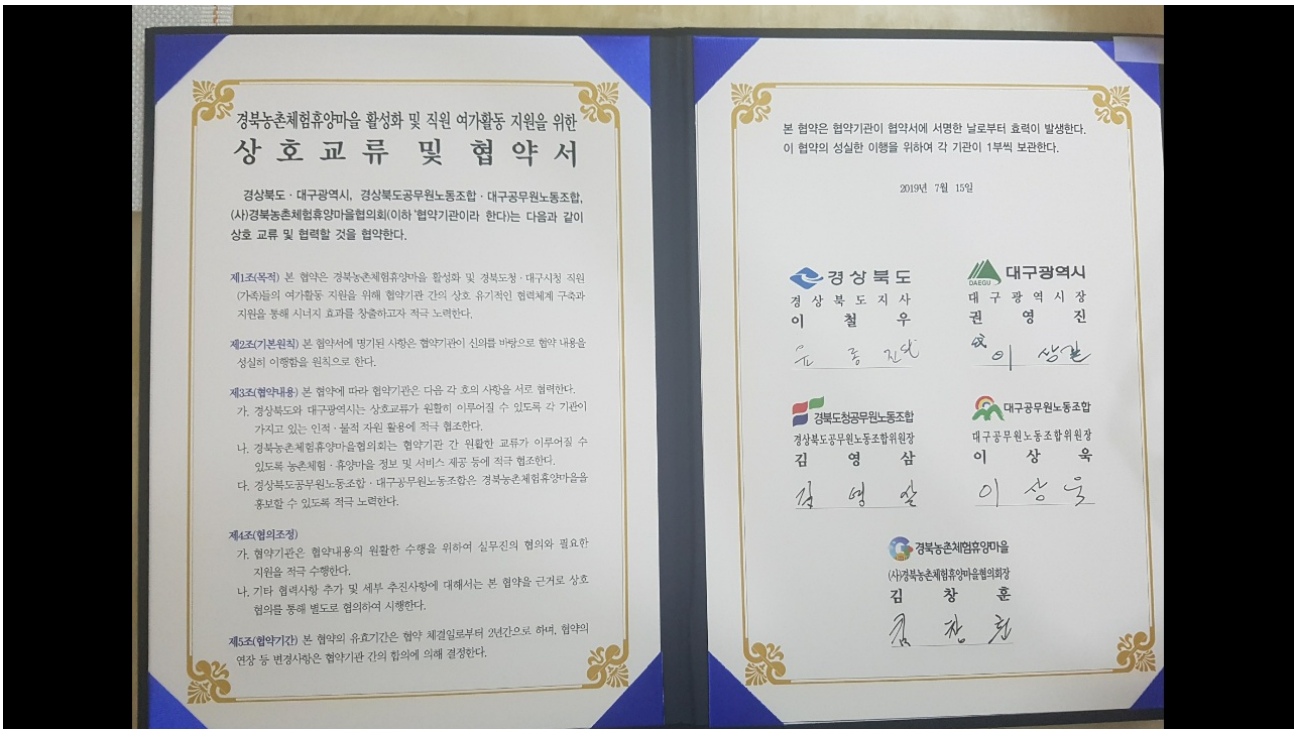 경북농촌체험휴양마을 활성화 및 직원 여가활동 지원을 위한
상호교류 및 협약서
경상북도·대구광역시, 경상북도공무원노동조합·대구공무원노동조합,
(사)경북농촌체험휴양마을협의회(이하 '협약기관'이라 한다)는 다음과 같이
상호 교류 및 협력할 것을 협약한다.
제1조(목적) 본 협약은 경북농촌체험휴양마을 활성화 및 경북도청·대구시청 직원
(가족)들의 여가활동 지원을 위해 협약기관 간의 상호 유기적인 협력체계 구축과
지원을 통해 시너지 효과를 창출하고자 적극 노력한다.
제2조(기본원칙) 본 협약서에 명기된 사항은 협약기관이 신의를 바탕으로 협약 내용을
성실히 이행함을 원칙으로 한다.
제3조(협약내용) 본 협약에 따라 협약기관은 다음 각 호의 사항을 서로 협력한다.
가. 경상북도와 대구광역시는 상호교류가 원활히 이루어질 수 있도록 각 기관이
가지고 있는 인적·물적 자원 활용에 적극 협조한다.
나. 경북농촌체험휴양마을협의회는 협약기관 간 원활한 교류가 이루어질 수
있도록 농촌체험·휴양마을 정보 및 서비스 제공 등에 적극 협조한다.
다. 경상북도공무원노동조합·대구공무원노동조합은 경북농촌체험휴양마을을
홍보할 수 있도록 적극 노력한다.
제4조(협의조정)
가. 협약기관은 협약내용의 원활한 수행을 위하여 실무진의 협의와 필요한
지원을 적극 수행한다.
나. 기타 협력사항 추가 및 세부 추진사항에 대해서는 본 협약을 근거로 상호
협의를 통해 별도로 협의하여 시행한다.
제5조(협약기간) 본 협약의 유효기간은 협약 체결일로부터 2년간으로 하며, 협약의
연장 등 변경사항은 협약기관 간의 합의에 의해 결정한다.
본 협약은 협약기관이 협약서에 서명한 날로부터 효력이 발생한다.
이 협약의 성실한 이행을 위하여 각 기관이 1부씩 보관한다.
2019년 7월 15일
경상북도
경상북도지사
이철우
윤종진
DAEGU 대구광역시
대구광역시장
권영진
이상길
경북도청공무원노동조합
경상북도공무원노동조합위원장
김영삼
김영삼
대구공무원노동조합
대구공무원노동조합위원장
이상욱
이상욱
경북농촌체험휴양마을
(사)경북농촌체험휴양마을협의회장
김창훈
김창훈